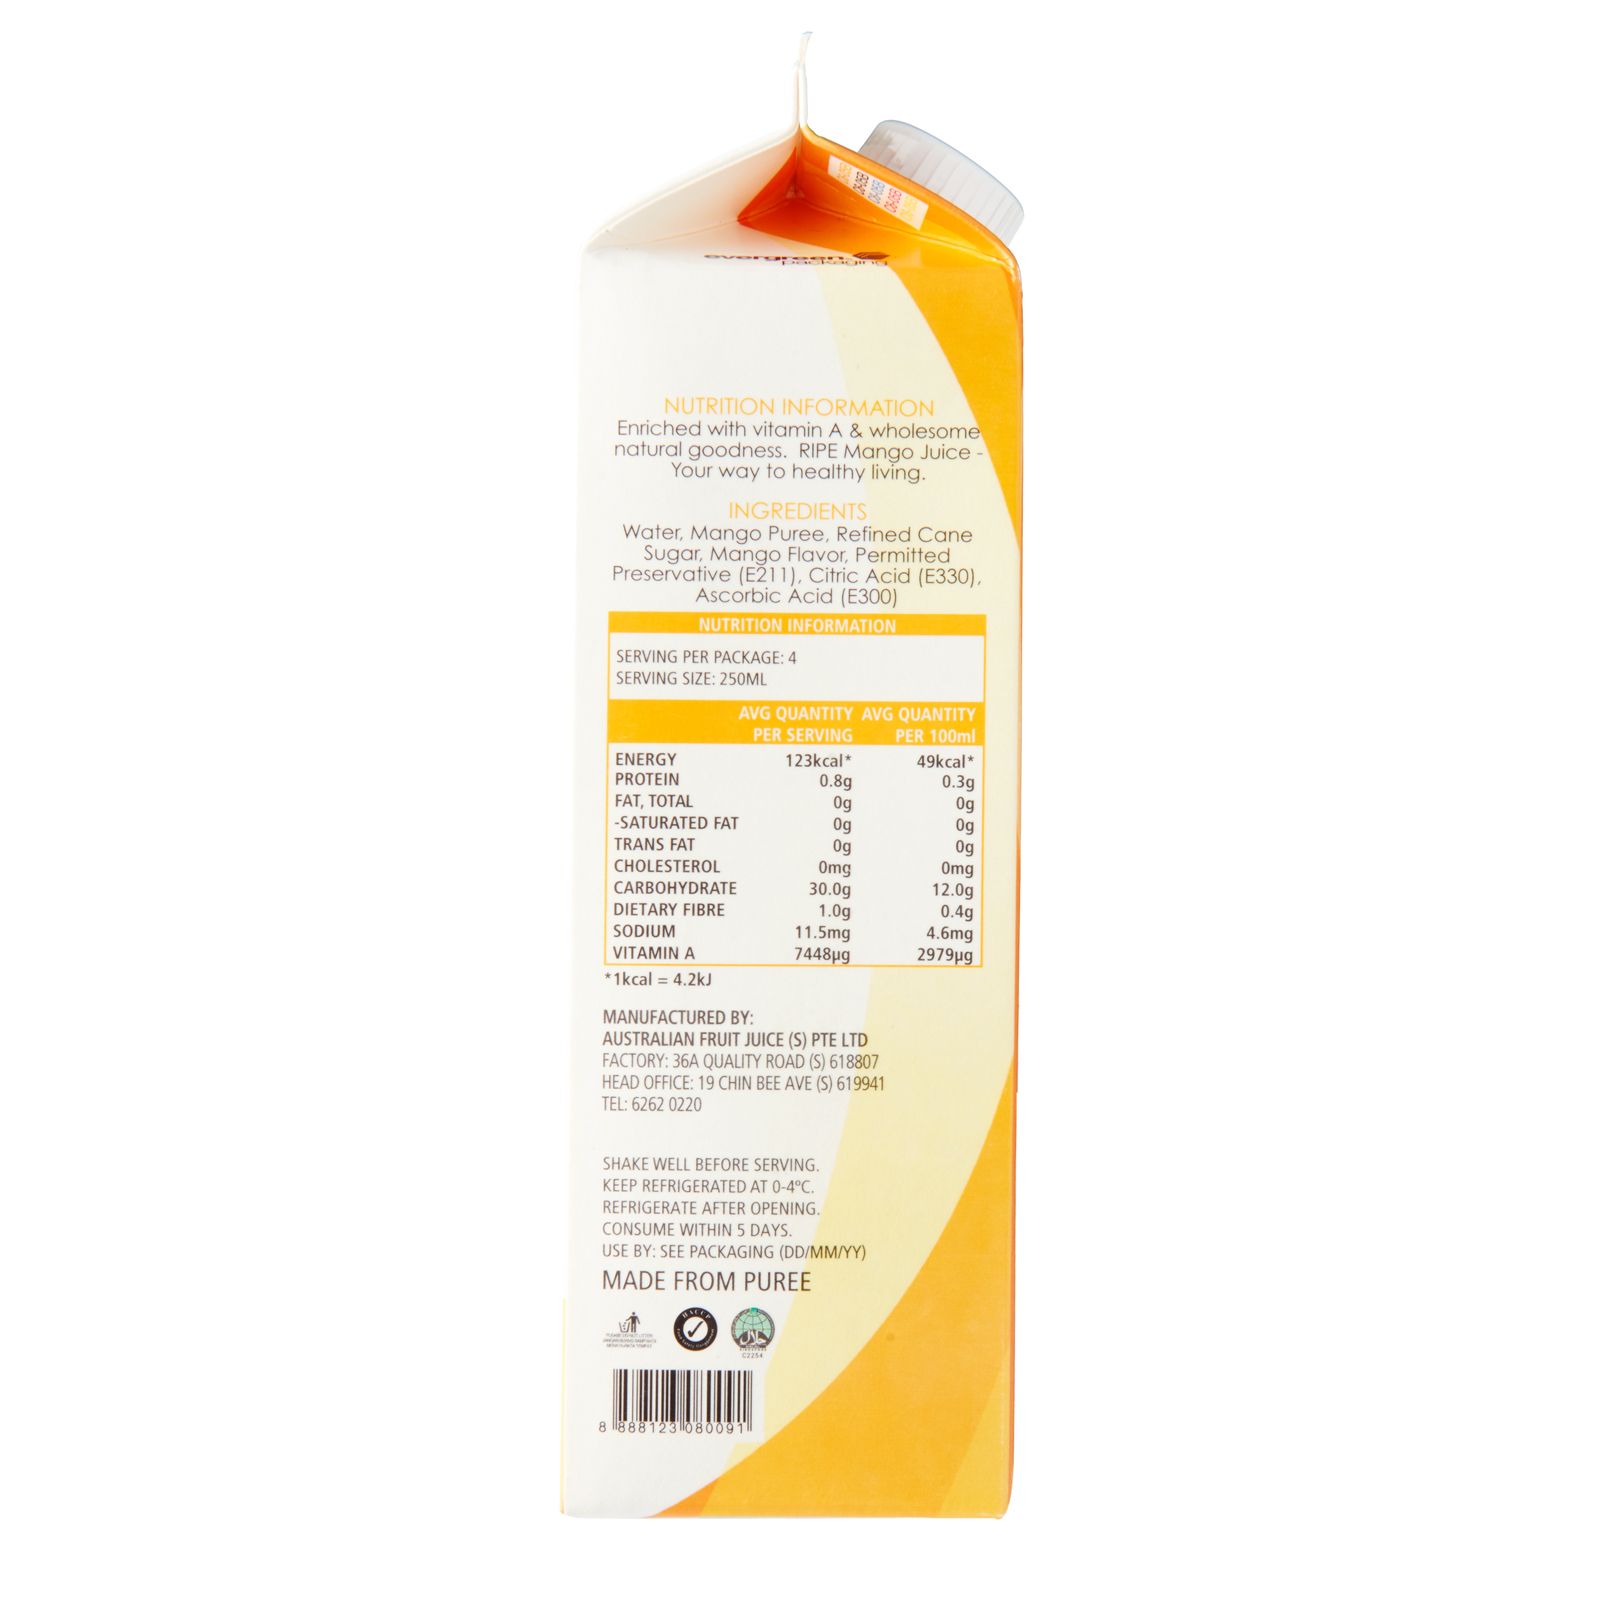 evergreen
packaging
NUTRITION INFORMATION
Enriched with vitamin A & wholesome
natural goodness. RIPE Mango Juice -
Your way to healthy living.
INGREDIENTS
Water, Mango Puree, Refined Cane
Sugar, Mango Flavor, Permitted
Preservative (E211), Citric Acid (E330),
Ascorbic Acid (E300)
NUTRITION INFORMATION
SERVING PER PACKAGE: 4
SERVING SIZE: 250ML
AVG QUANTITY AVG QUANTITY
PER SERVING PER 100ml
ENERGY 123kcal* 49kcal*
PROTEIN 0.8g 0.3g
FAT, TOTAL 0g 0g
-SATURATED FAT 0g 0g
TRANS FAT 0g 0g
CHOLESTEROL 0mg 0mg
CARBOHYDRATE 30.0g 12.0g
DIETARY FIBRE 1.0g 0.4g
SODIUM 11.5mg 4.6mg
VITAMIN A 7448µg 2979µg
*1kcal = 4.2kJ
MANUFACTURED BY:
AUSTRALIAN FRUIT JUICE (S) PTE LTD
FACTORY: 36A QUALITY ROAD (S) 618807
HEAD OFFICE: 19 CHIN BEE AVE (S) 619941
TEL: 6262 0220
SHAKE WELL BEFORE SERVING.
KEEP REFRIGERATED AT 0-4°C.
REFRIGERATE AFTER OPENING.
CONSUME WITHIN 5 DAYS.
USE BY: SEE PACKAGING (DD/MM/YY)
MADE FROM PUREE
HACCP
حلال
C2254
8 888123 080091